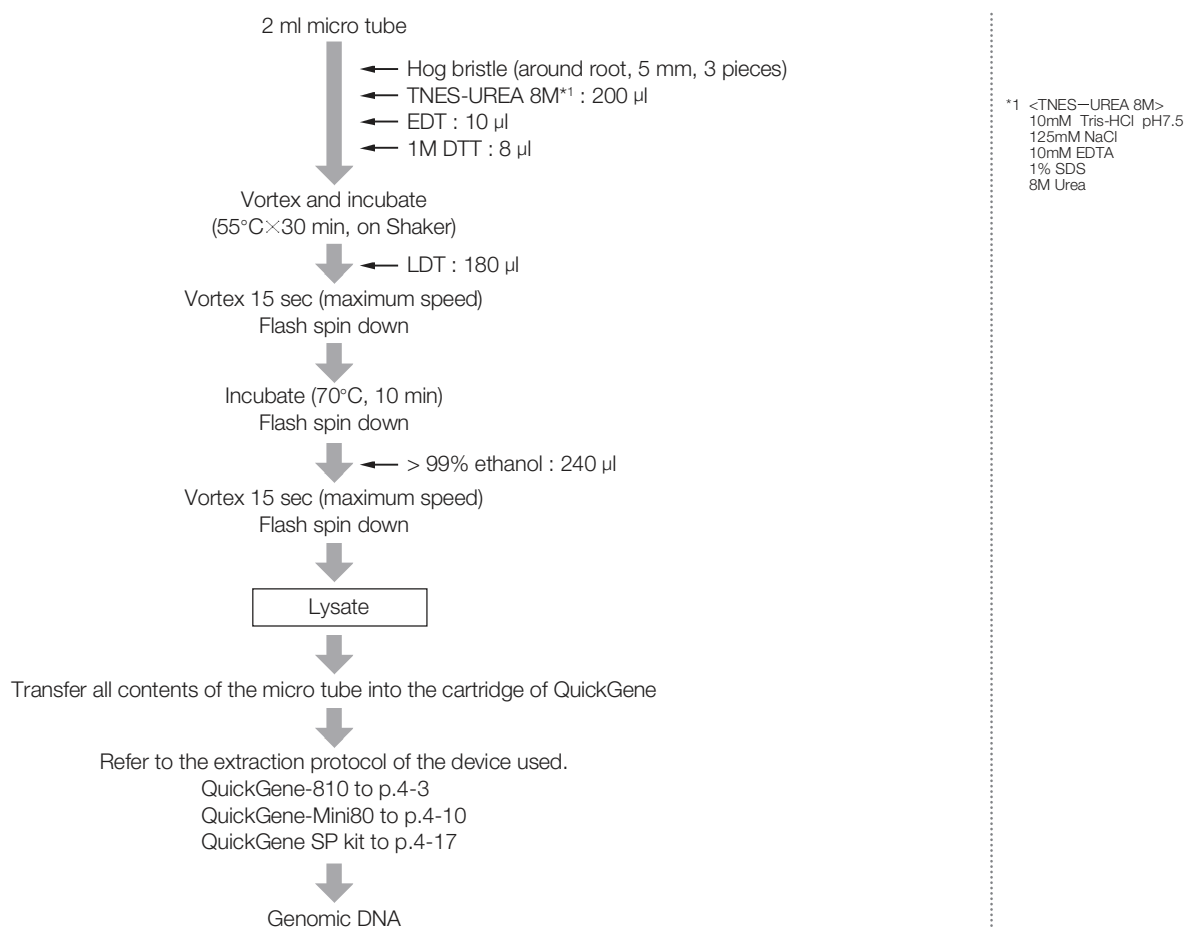 2 ml micro tube
Hog bristle (around root, 5 mm, 3 pieces)
TNES-UREA 8M*1 : 200 µl
EDT : 10 µl
1M DTT : 8 µl
Vortex and incubate
(55°C×30 min, on Shaker)
LDT : 180 µl
Vortex 15 sec (maximum speed)
Flash spin down
Incubate (70°C, 10 min)
Flash spin down
> 99% ethanol : 240 µl
Vortex 15 sec (maximum speed)
Flash spin down
Lysate
Transfer all contents of the micro tube into the cartridge of QuickGene
Refer to the extraction protocol of the device used.
QuickGene-810 to p.4-3
QuickGene-Mini80 to p.4-10
QuickGene SP kit to p.4-17
Genomic DNA
*1 <TNES−UREA 8M>
10mM Tris-HCl pH7.5
125mM NaCl
10mM EDTA
1% SDS
8M Urea